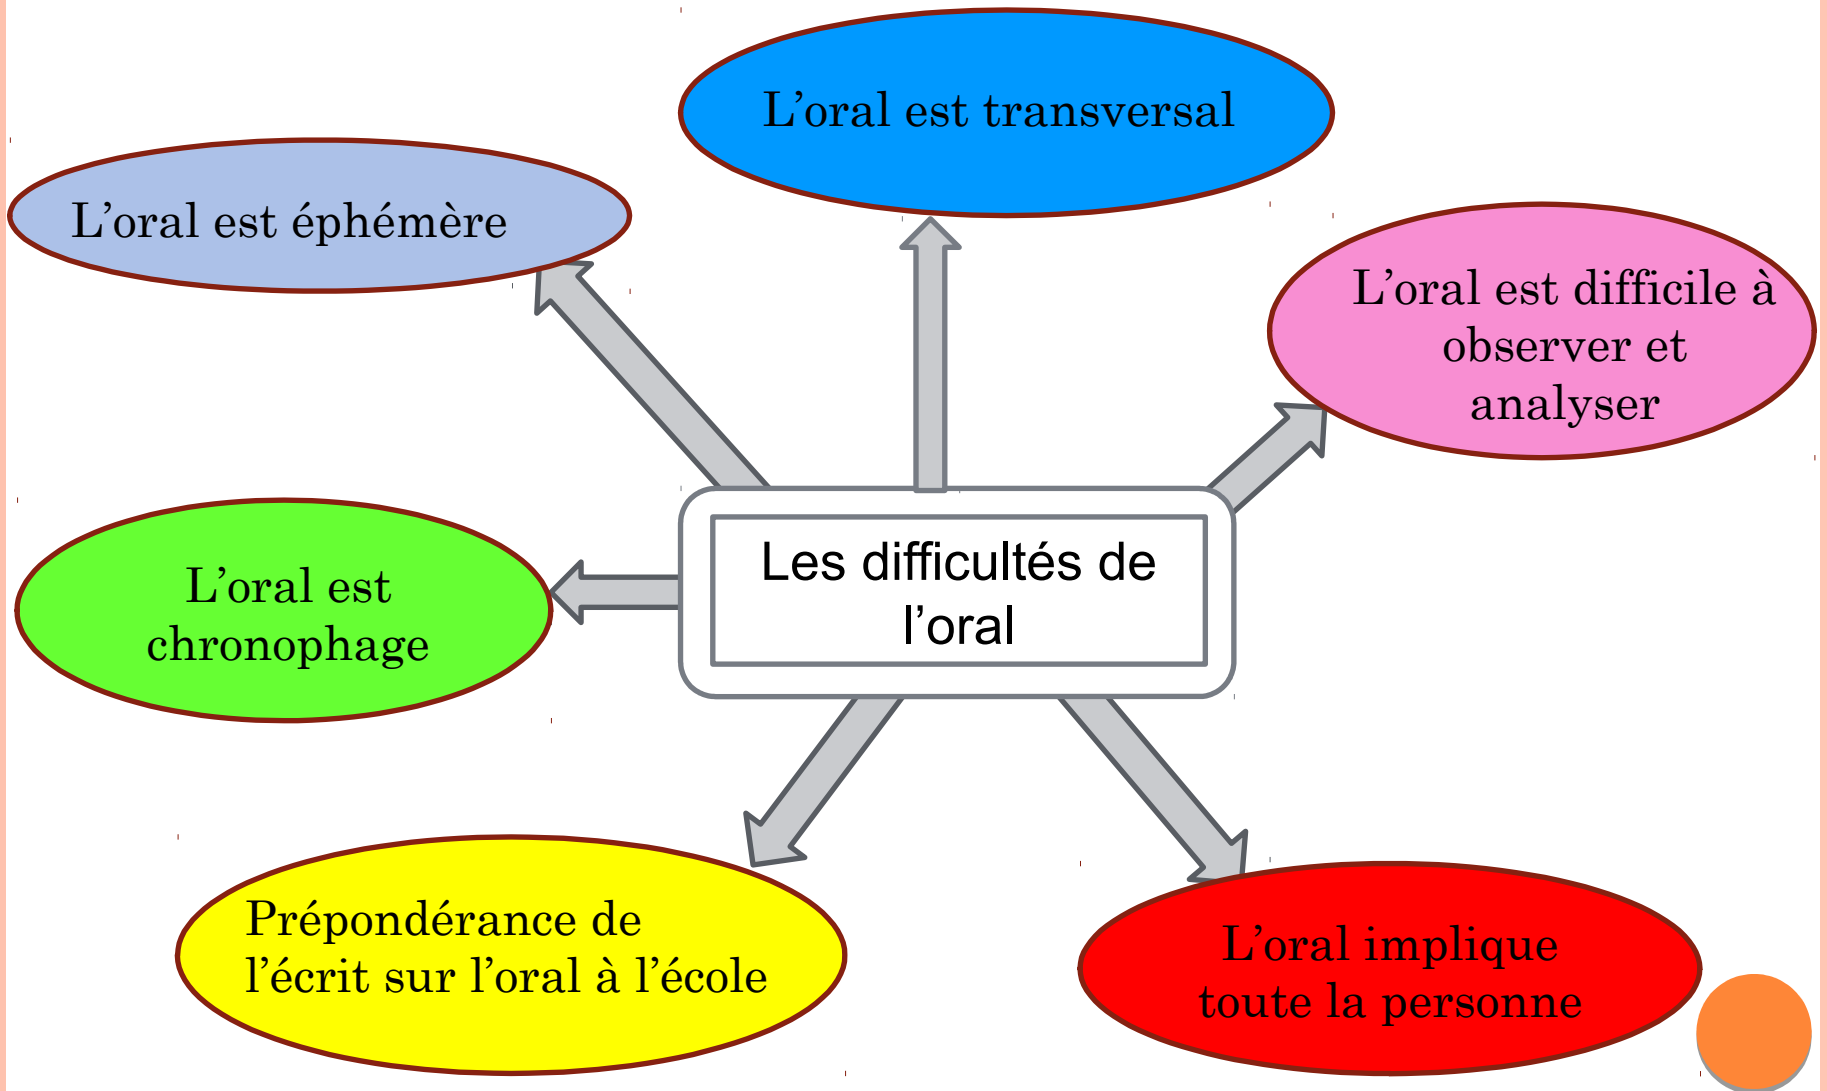 L’oral est transversal
L’oral est éphémère
L’oral est difficile à
observer et
analyser
Les difficultés de
l’oral
L’oral est
chronophage
Prépondérance de
l’écrit sur l’oral à l’école
L’oral implique
toute la personne